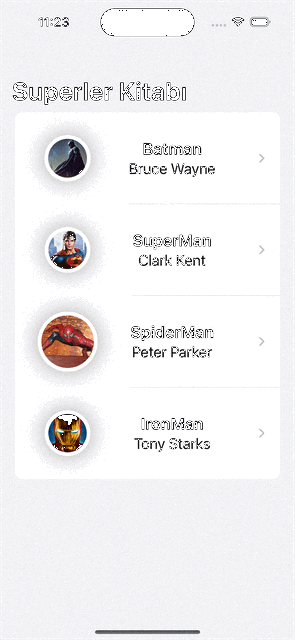 11:23
Superler Kitabı
Batman
Bruce Wayne
SuperMan
Clark Kent
SpiderMan
Peter Parker
IronMan
Tony Starks